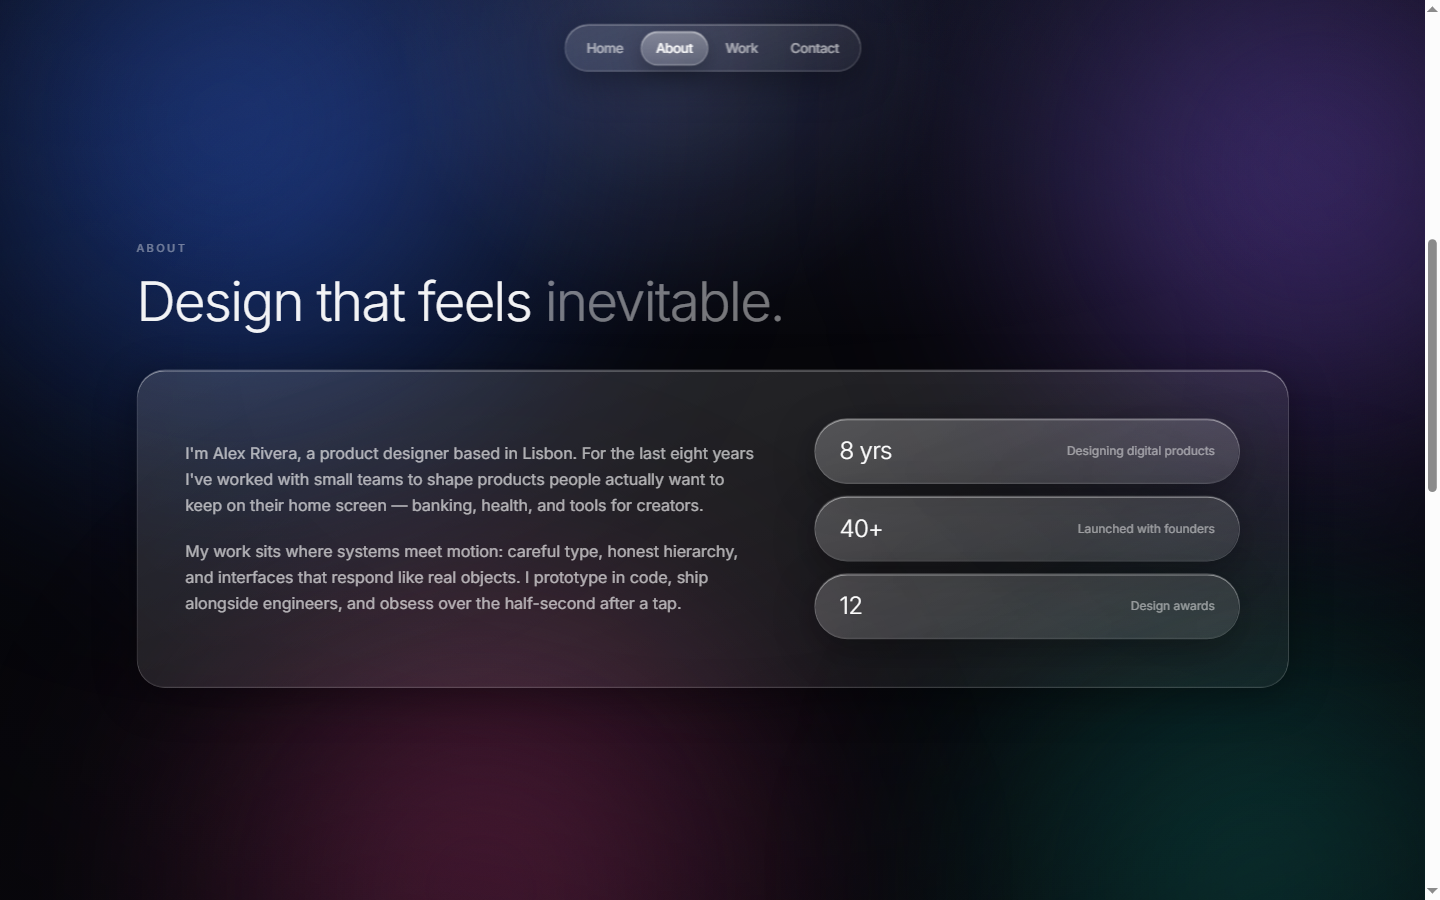 Home About Work Contact
ABOUT
Design that feels inevitable.
I'm Alex Rivera, a product designer based in Lisbon. For the last eight years
I've worked with small teams to shape products people actually want to
keep on their home screen — banking, health, and tools for creators.
My work sits where systems meet motion: careful type, honest hierarchy,
and interfaces that respond like real objects. I prototype in code, ship
alongside engineers, and obsess over the half-second after a tap.
8 yrs Designing digital products
40+ Launched with founders
12 Design awards